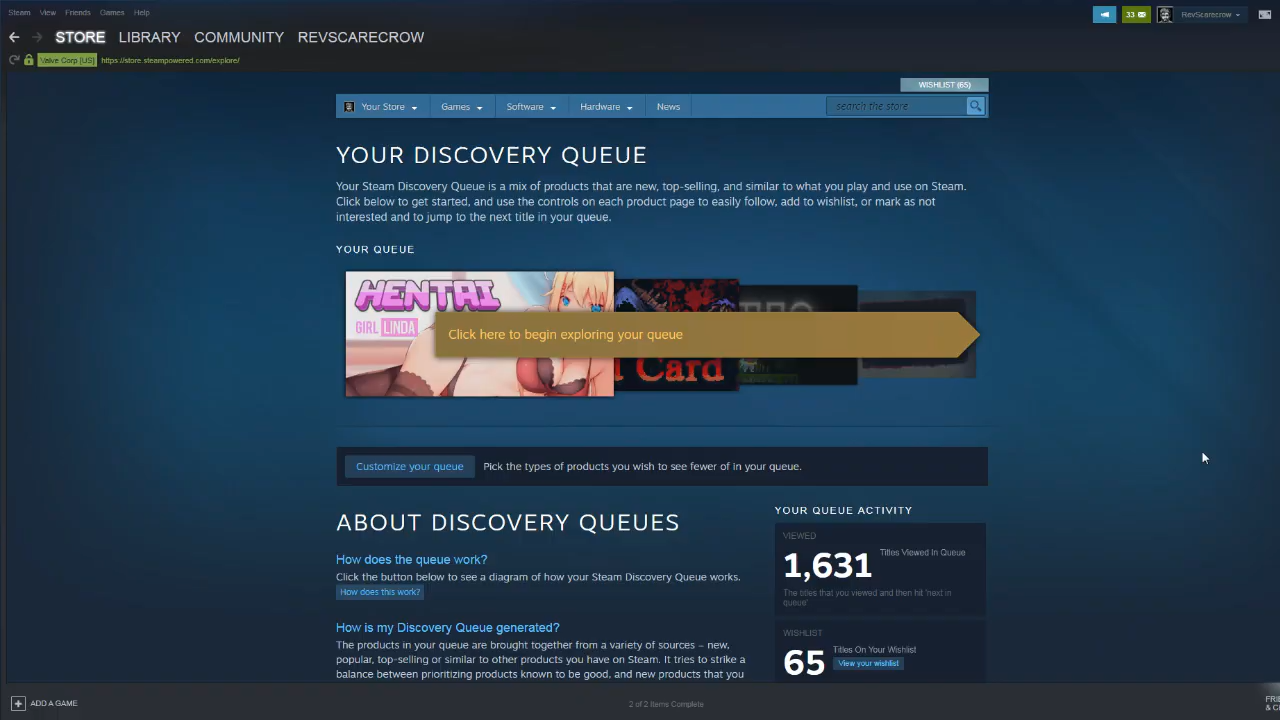 Steam View Friends Games Help
33 RevScarecrow
STORE LIBRARY COMMUNITY REVSCARECROW
Valve Corp [US] https://store.steampowered.com/explore/
WISHLIST (65)
Your Store Games Software Hardware News search the store
YOUR DISCOVERY QUEUE
Your Steam Discovery Queue is a mix of products that are new, top-selling, and similar to what you play and use on Steam.
Click below to get started, and use the controls on each product page to easily follow, add to wishlist, or mark as not
interested and to jump to the next title in your queue.
YOUR QUEUE
HENTAI
GIRL LINDA
Click here to begin exploring your queue
Card
Customize your queue Pick the types of products you wish to see fewer of in your queue.
ABOUT DISCOVERY QUEUES
How does the queue work?
Click the button below to see a diagram of how your Steam Discovery Queue works.
How does this work?
How is my Discovery Queue generated?
The products in your queue are brought together from a variety of sources – new,
popular, top-selling or similar to other products you have on Steam. It tries to strike a
balance between prioritizing products known to be good, and new products that you
YOUR QUEUE ACTIVITY
VIEWED
1,631 Titles Viewed In Queue
The titles that you viewed and then hit 'next in
queue'
WISHLIST
65 Titles On Your Wishlist
View your wishlist
ADD A GAME
2 of 2 Items Complete